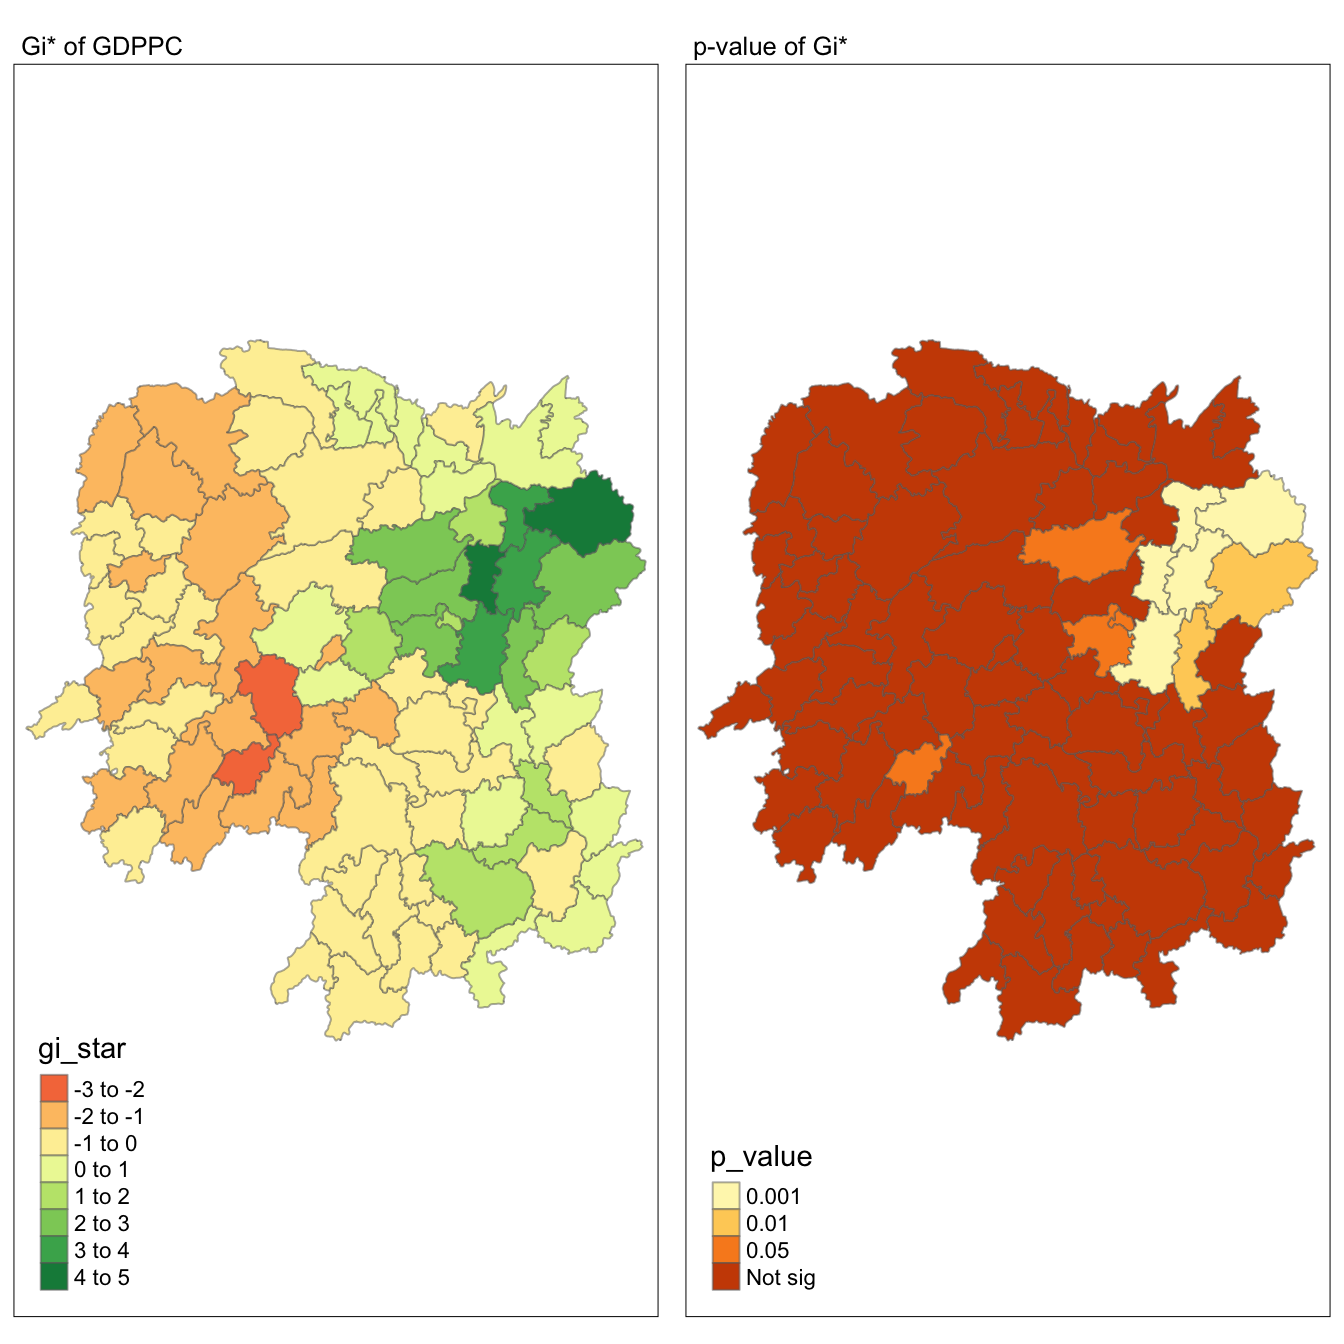 Gi* of GDPPC
gi_star
-3 to -2
-2 to -1
-1 to 0
0 to 1
1 to 2
2 to 3
3 to 4
4 to 5
p-value of Gi*
p_value
0.001
0.01
0.05
Not sig